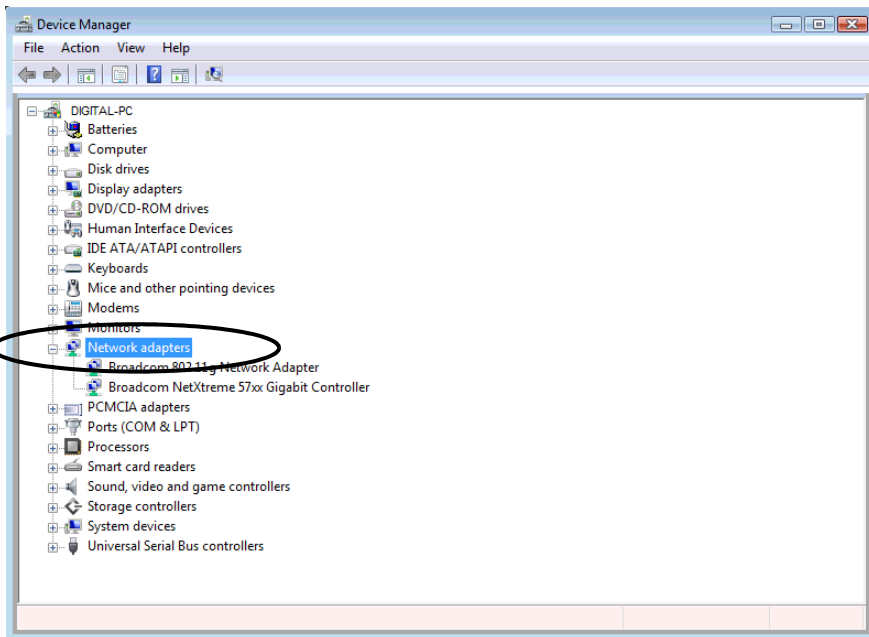 Device Manager
File Action View Help
DIGITAL-PC
Batteries
Computer
Disk drives
Display adapters
DVD/CD-ROM drives
Human Interface Devices
IDE ATA/ATAPI controllers
Keyboards
Mice and other pointing devices
Modems
Monitors
Network adapters
Broadcom 802.11g Network Adapter
Broadcom NetXtreme 57xx Gigabit Controller
PCMCIA adapters
Ports (COM & LPT)
Processors
Smart card readers
Sound, video and game controllers
Storage controllers
System devices
Universal Serial Bus controllers